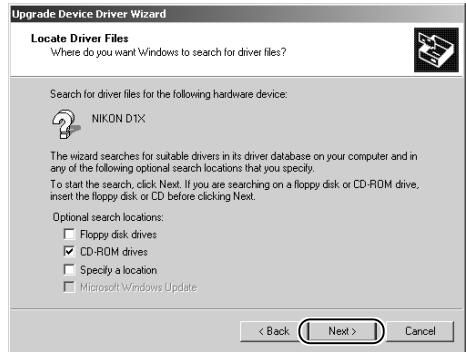 Upgrade Device Driver Wizard
Locate Driver Files
Where do you want Windows to search for driver files?
Search for driver files for the following hardware device:
NIKON D1X
The wizard searches for suitable drivers in its driver database on your computer and in
any of the following optional search locations that you specify.
To start the search, click Next. If you are searching on a floppy disk or CD-ROM drive,
insert the floppy disk or CD before clicking Next.
Optional search locations:
Floppy disk drives
CD-ROM drives
Specify a location
Microsoft Windows Update
< Back Next > Cancel